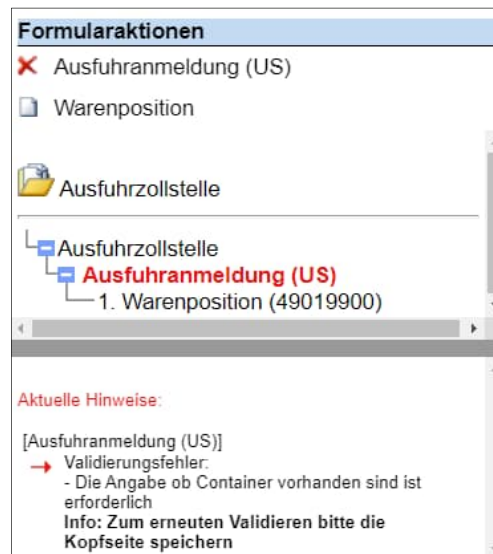 Formularaktionen
Ausfuhranmeldung (US)
Warenposition
Ausfuhrzollstelle
Ausfuhrzollstelle
Ausfuhranmeldung (US)
1. Warenposition (49019900)
Aktuelle Hinweise:
[Ausfuhranmeldung (US)]
Validierungsfehler:
- Die Angabe ob Container vorhanden sind ist
erforderlich
Info: Zum erneuten Validieren bitte die
Kopfseite speichern